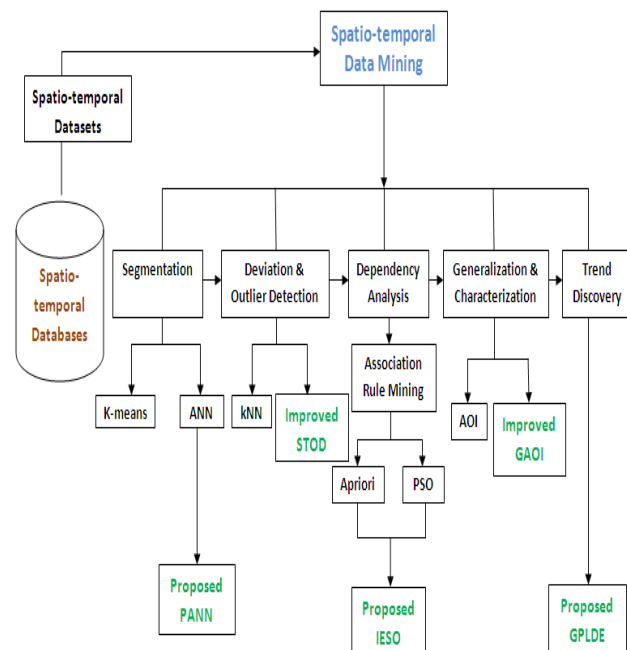 Spatio-temporal
Data Mining
Spatio-temporal
Datasets
Spatio-
temporal
Databases
Segmentation
Deviation &
Outlier Detection
Dependency
Analysis
Generalization &
Characterization
Trend
Discovery
Association
Rule Mining
K-means
ANN
kNN
Improved
STOD
AOI
Improved
GAOI
Apriori
PSO
Proposed
PANN
Proposed
IESO
Proposed
GPLDE